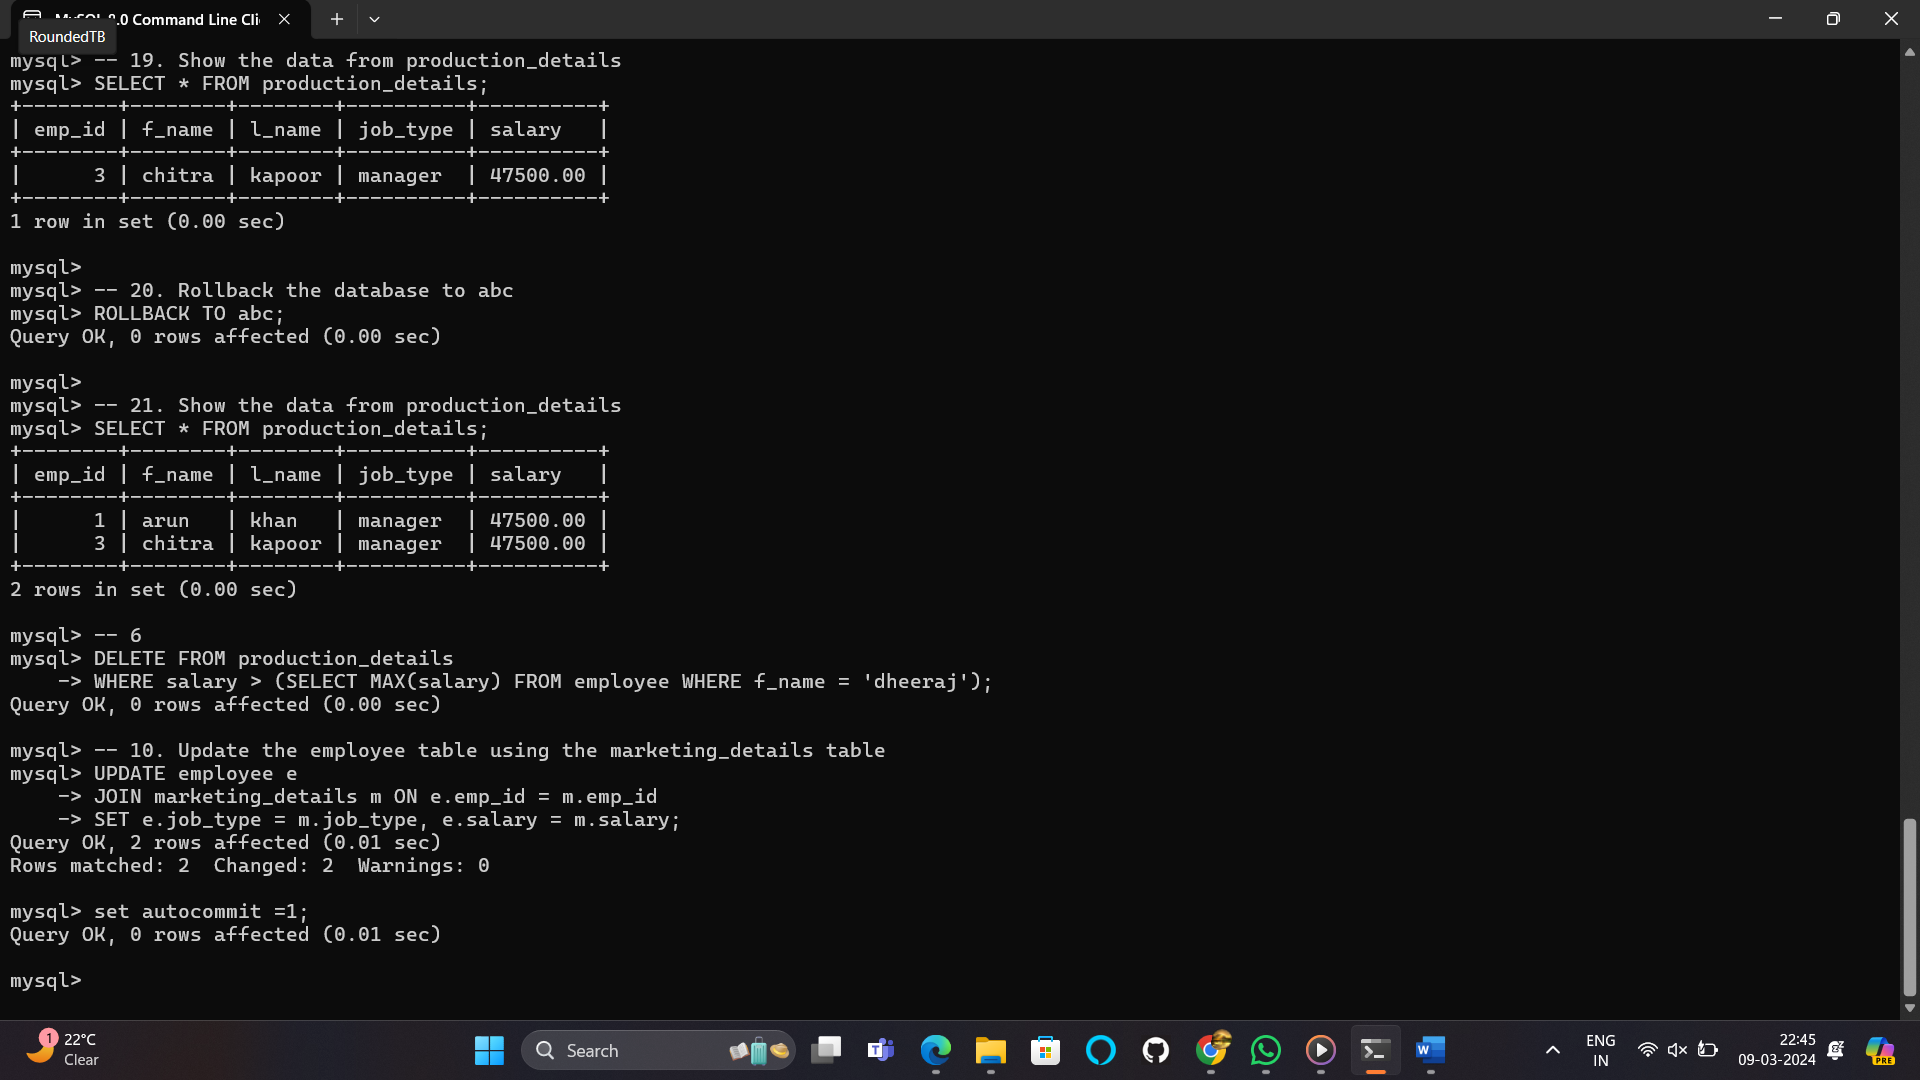 MySQL 8.0 Command Line Cli
RoundedTB
mysql> -- 19. Show the data from production_details
mysql> SELECT * FROM production_details;
+--------+--------+--------+----------+----------+
| emp_id | f_name | l_name | job_type | salary   |
+--------+--------+--------+----------+----------+
|      3 | chitra | kapoor | manager  | 47500.00 |
+--------+--------+--------+----------+----------+
1 row in set (0.00 sec)
mysql>
mysql> -- 20. Rollback the database to abc
mysql> ROLLBACK TO abc;
Query OK, 0 rows affected (0.00 sec)
mysql>
mysql> -- 21. Show the data from production_details
mysql> SELECT * FROM production_details;
+--------+--------+--------+----------+----------+
| emp_id | f_name | l_name | job_type | salary   |
+--------+--------+--------+----------+----------+
|      1 | arun   | khan   | manager  | 47500.00 |
|      3 | chitra | kapoor | manager  | 47500.00 |
+--------+--------+--------+----------+----------+
2 rows in set (0.00 sec)
mysql> -- 6
mysql> DELETE FROM production_details
    -> WHERE salary > (SELECT MAX(salary) FROM employee WHERE f_name = 'dheeraj');
Query OK, 0 rows affected (0.00 sec)
mysql> -- 10. Update the employee table using the marketing_details table
mysql> UPDATE employee e
    -> JOIN marketing_details m ON e.emp_id = m.emp_id
    -> SET e.job_type = m.job_type, e.salary = m.salary;
Query OK, 2 rows affected (0.01 sec)
Rows matched: 2  Changed: 2  Warnings: 0
mysql> set autocommit =1;
Query OK, 0 rows affected (0.01 sec)
mysql>
1
22°C
Clear
Search
ENG
IN
22:45
09-03-2024
PRE